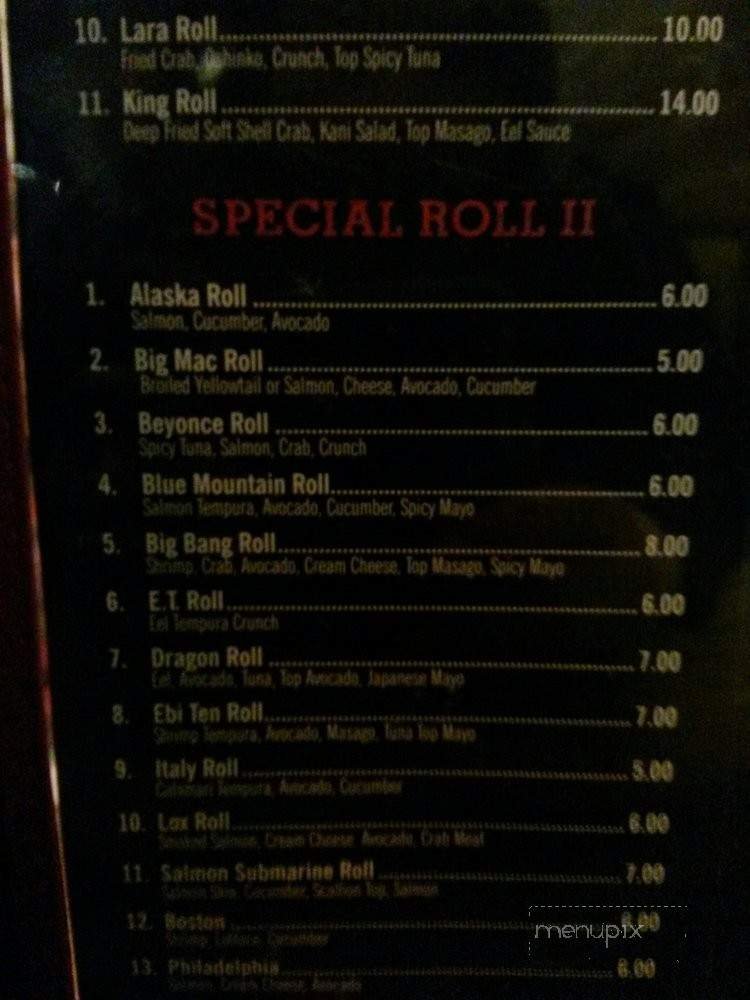 10. Lara Roll 10.00
Fried Crab, Oshinko, Crunch, Top Spicy Tuna
11. King Roll 14.00
Deep Fried Soft Shell Crab, Kani Salad, Top Masago, Eel Sauce
SPECIAL ROLL II
1. Alaska Roll 6.00
Salmon, Cucumber, Avocado
2. Big Mac Roll 5.00
Broiled Yellowtail or Salmon, Cheese, Avocado, Cucumber
3. Beyonce Roll 6.00
Spicy Tuna, Salmon, Crab, Crunch
4. Blue Mountain Roll 6.00
Salmon Tempura, Avocado, Cucumber, Spicy Mayo
5. Big Bang Roll 8.00
Shrimp, Crab, Avocado, Cream Cheese, Top Masago, Spicy Mayo
6. E.T. Roll 6.00
Eel Tempura Crunch
7. Dragon Roll 7.00
Eel, Avocado, Tuna, Top Avocado, Japanese Mayo
8. Ebi Ten Roll 7.00
Shrimp Tempura, Avocado, Masago, Tuna Top Mayo
9. Italy Roll 5.00
Calamari Tempura, Avocado, Cucumber
10. Lox Roll 6.00
Smoked Salmon, Cream Cheese, Avocado, Crab Meat
11. Salmon Submarine Roll 7.00
Salmon Skin, Cucumber, Scallion Top, Salmon
12. Boston
Shrimp, Lettuce, Cucumber
menupix
13. Philadelphia 6.00
Salmon, Cream Cheese, Avocado